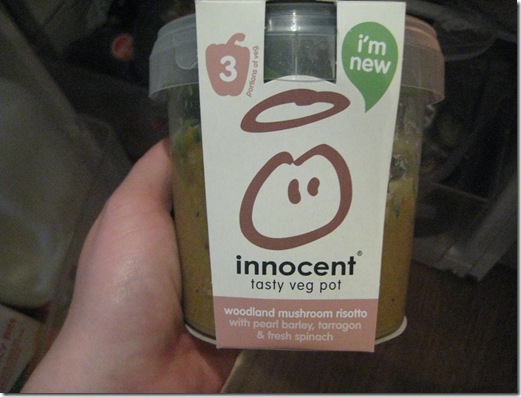 3
portions of veg
i'm
new
innocent®
tasty veg pot
woodland mushroom risotto
with pearl barley, tarragon
& fresh spinach